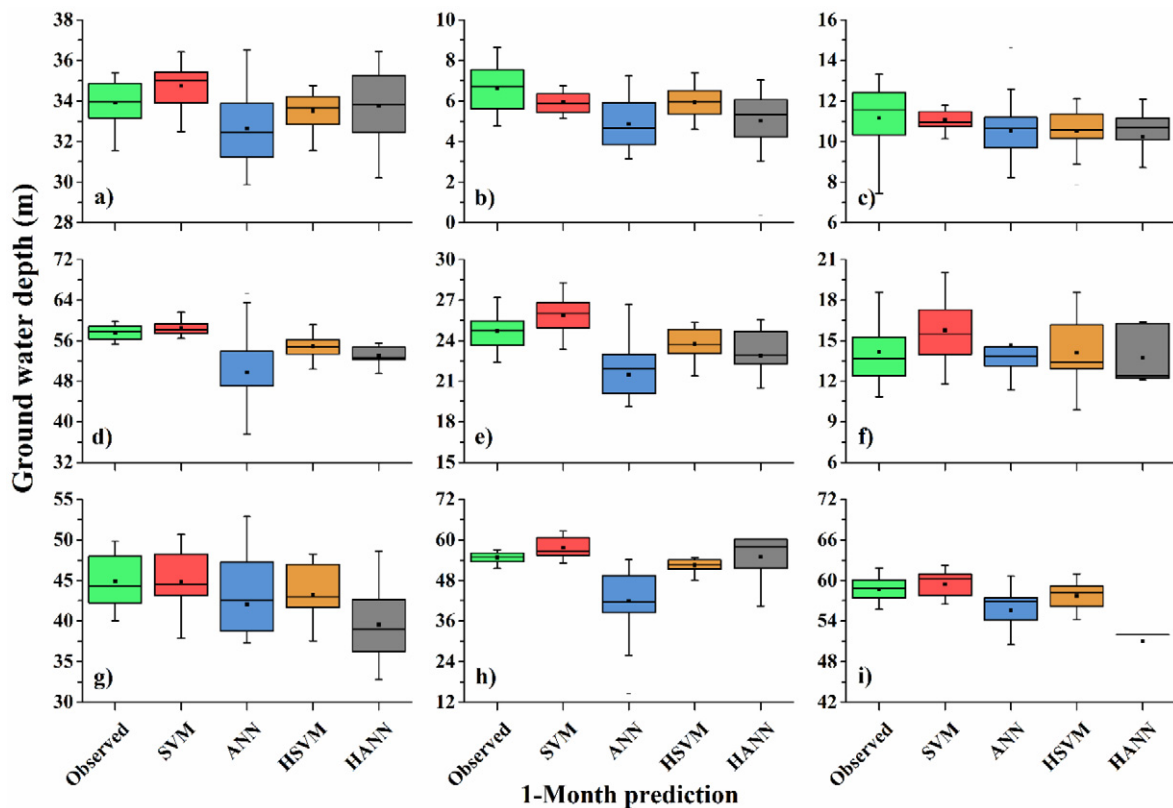 Ground water depth (m)
38
36
34
32
30
28
a)
10
8
6
4
2
0
b)
16
14
12
10
8
6
c)
72
64
56
48
40
32
d)
30
27
24
21
18
15
e)
21
18
15
12
9
6
f)
55
50
45
40
35
30
g)
Observed
SVM
ANN
HSVM
HANN
72
60
48
36
24
12
h)
Observed
SVM
ANN
HSVM
HANN
72
66
60
54
48
42
i)
Observed
SVM
ANN
HSVM
HANN
1-Month prediction